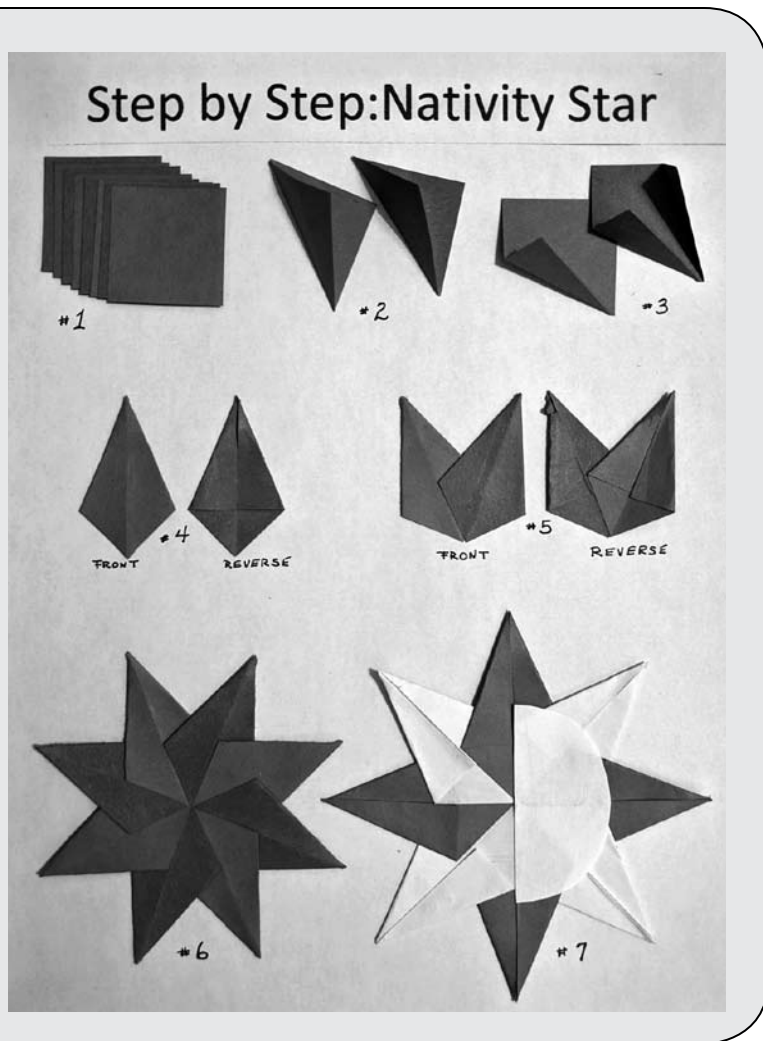 Step by Step:Nativity Star
#1
#2
#3
#4
FRONT
REVERSE
#5
FRONT
REVERSE
#6
#7